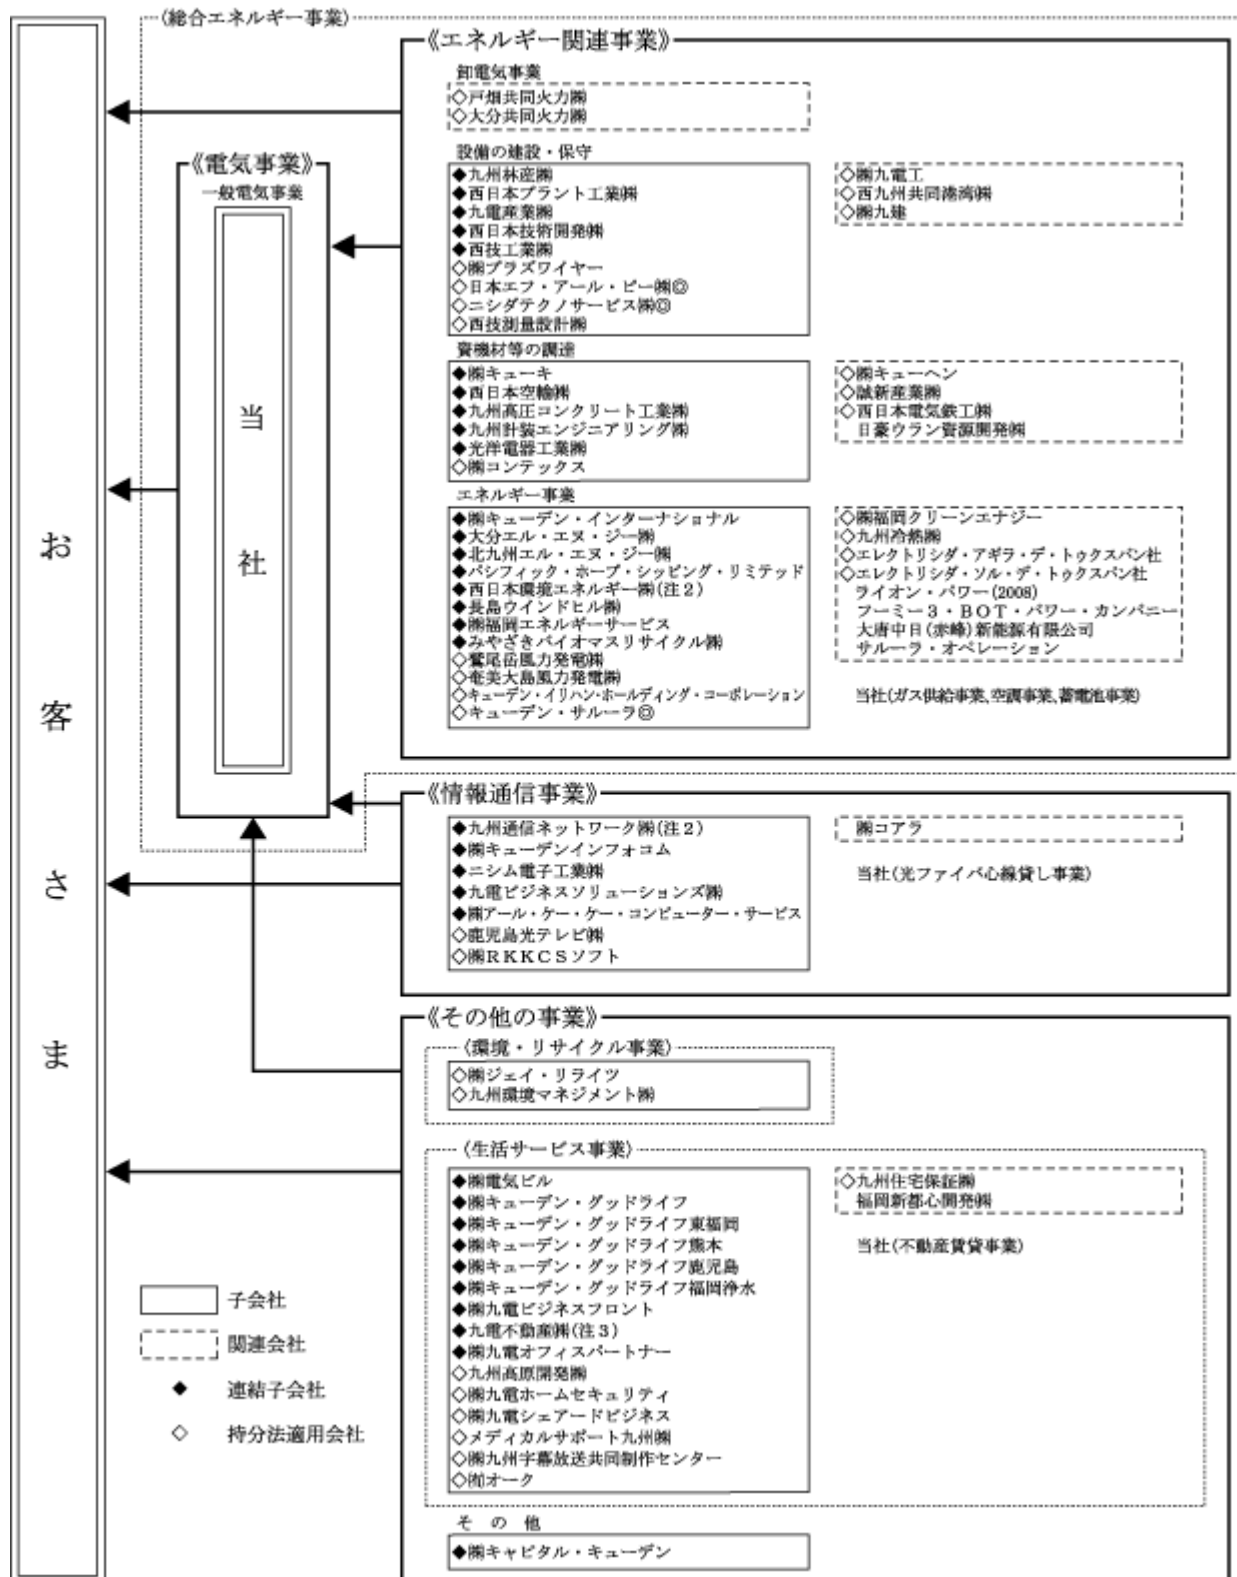 〈総合エネルギー事業〉
《エネルギー関連事業》
卸電気事業
◇戸畑共同火力㈱
◇大分共同火力㈱
《電気事業》
一般電気事業
当社
お客さま
設備の建設・保守
◆九州林産㈱
◆西日本プラント工業㈱
◆九電産業㈱
◆西日本技術開発㈱
◆西技工業㈱
◇㈱プラズワイヤー
◇日本エフ・アール・ピー㈱◎
◇ニシダテクノサービス㈱◎
◇西技測量設計㈱
◇㈱九電工
◇西九州共同港湾㈱
◇㈱九建
資機材等の調達
◆㈱キューキ
◆西日本空輸㈱
◆九州高圧コンクリート工業㈱
◆九州計装エンジニアリング㈱
◆光洋電器工業㈱
◇㈱コンテックス
◇㈱キューヘン
◇誠新産業㈱
◇西日本電気鉄工㈱
日豪ウラン資源開発㈱
エネルギー事業
◆㈱キューデン・インターナショナル
◆大分エル・エヌ・ジー㈱
◆北九州エル・エヌ・ジー㈱
◆パシフィック・ホープ・シッピング・リミテッド
◆西日本環境エネルギー㈱(注２)
◆長島ウインドヒル㈱
◆㈱福岡エネルギーサービス
◆みやざきバイオマスリサイクル㈱
◇鷲尾岳風力発電㈱
◇奄美大島風力発電㈱
◇キューデン・イリハン・ホールディング・コーポレーション
◇キューデン・サルーラ◎
◇㈱福岡クリーンエナジー
◇九州冷熱㈱
◇エレクトリシダ・アギラ・デ・トゥクスパン社
◇エレクトリシダ・ソル・デ・トゥクスパン社
ライオン・パワー(2008)
フーミー３・ＢＯＴ・パワー・カンパニー
大唐中日(赤峰)新能源有限公司
サルーラ・オペレーション
当社(ガス供給事業、空調事業、蓄電池事業)
《情報通信事業》
◆九州通信ネットワーク㈱(注２)
◆㈱キューデンインフォコム
◆ニシム電子工業㈱
◆九電ビジネスソリューションズ㈱
◆㈱アール・ケー・ケー・コンピューター・サービス
◇鹿児島光テレビ㈱
◇㈱ＲＫＫＣＳソフト
㈱コアラ
当社(光ファイバ心線貸し事業)
《その他の事業》
〈環境・リサイクル事業〉
◇㈱ジェイ・リライツ
◇九州環境マネジメント㈱
〈生活サービス事業〉
◆㈱電気ビル
◆㈱キューデン・グッドライフ
◆㈱キューデン・グッドライフ東福岡
◆㈱キューデン・グッドライフ熊本
◆㈱キューデン・グッドライフ鹿児島
◆㈱キューデン・グッドライフ福岡浄水
◆㈱九電ビジネスフロント
◆九電不動産㈱(注３)
◆㈱九電オフィスパートナー
◇九州高原開発㈱
◇㈱九電ホームセキュリティ
◇㈱九電シェアードビジネス
◇メディカルサポート九州㈱
◇㈱九州字幕放送共同制作センター
◇㈲オーク
◇九州住宅保証㈱
福岡新都心開発㈱
当社(不動産賃貸事業)
そ の 他
◆㈱キャピタル・キューデン
子会社
関連会社
◆ 連結子会社
◇ 持分法適用会社